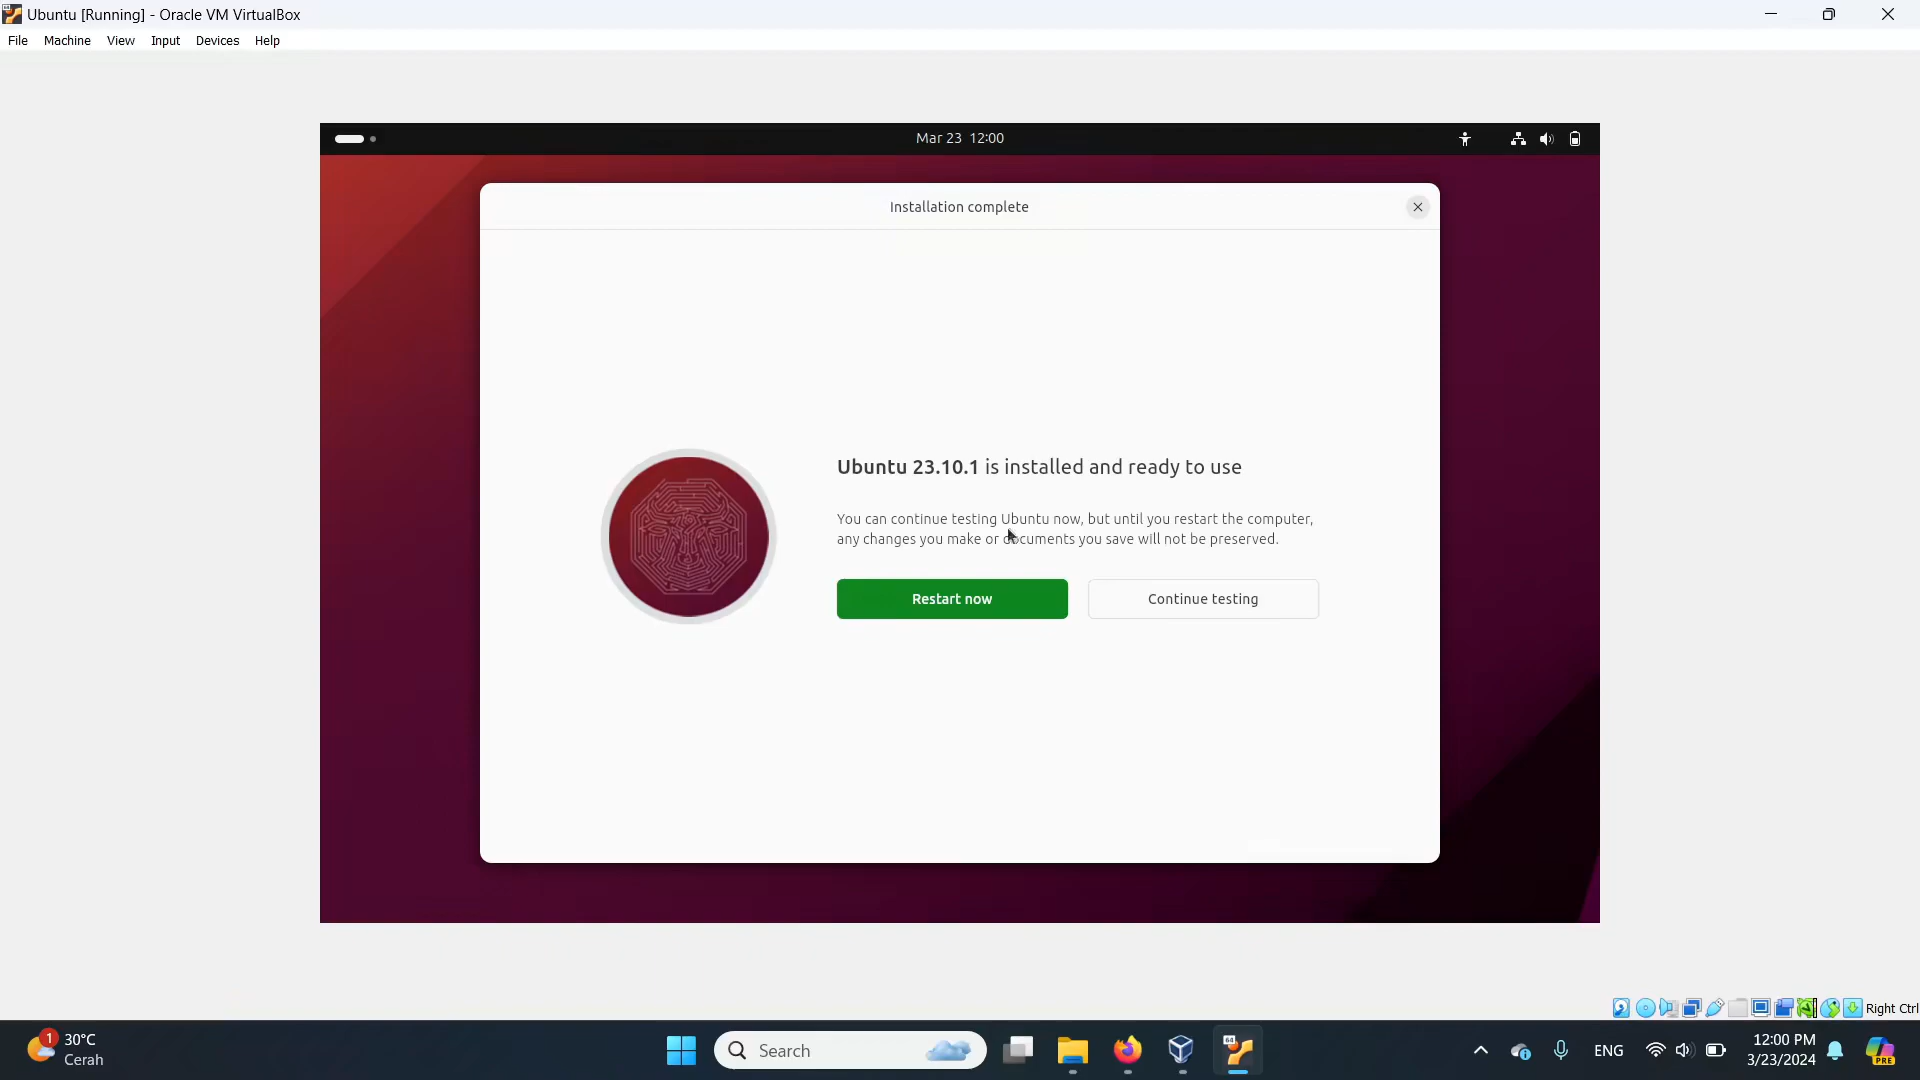 Ubuntu [Running] - Oracle VM VirtualBox
File Machine View Input Devices Help
Mar 23 12:00
Installation complete
Ubuntu 23.10.1 is installed and ready to use
You can continue testing Ubuntu now, but until you restart the computer,
any changes you make or documents you save will not be preserved.
Restart now
Continue testing
Right Ctrl
1
30°C
Cerah
Search
64
ENG
12:00 PM
3/23/2024
PRE